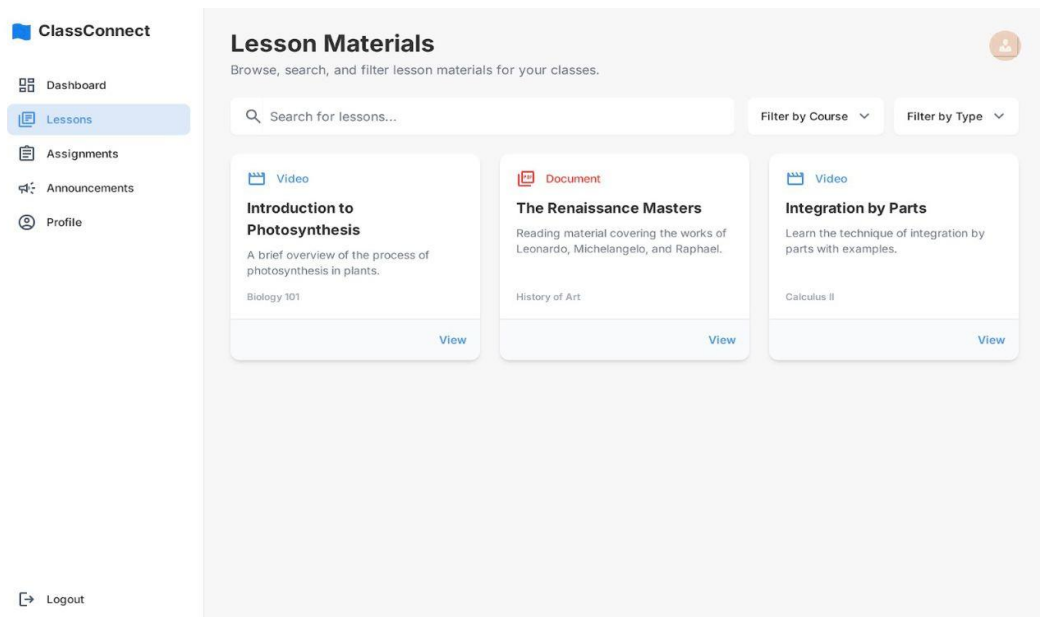 ClassConnect
Dashboard
Lessons
Assignments
Announcements
Profile
Logout
Lesson Materials
Browse, search, and filter lesson materials for your classes.
Search for lessons...
Filter by Course
Filter by Type
Video
Introduction to
Photosynthesis
A brief overview of the process of
photosynthesis in plants.
Biology 101
View
Document
The Renaissance Masters
Reading material covering the works of
Leonardo, Michelangelo, and Raphael.
History of Art
View
Video
Integration by Parts
Learn the technique of integration by
parts with examples.
Calculus II
View